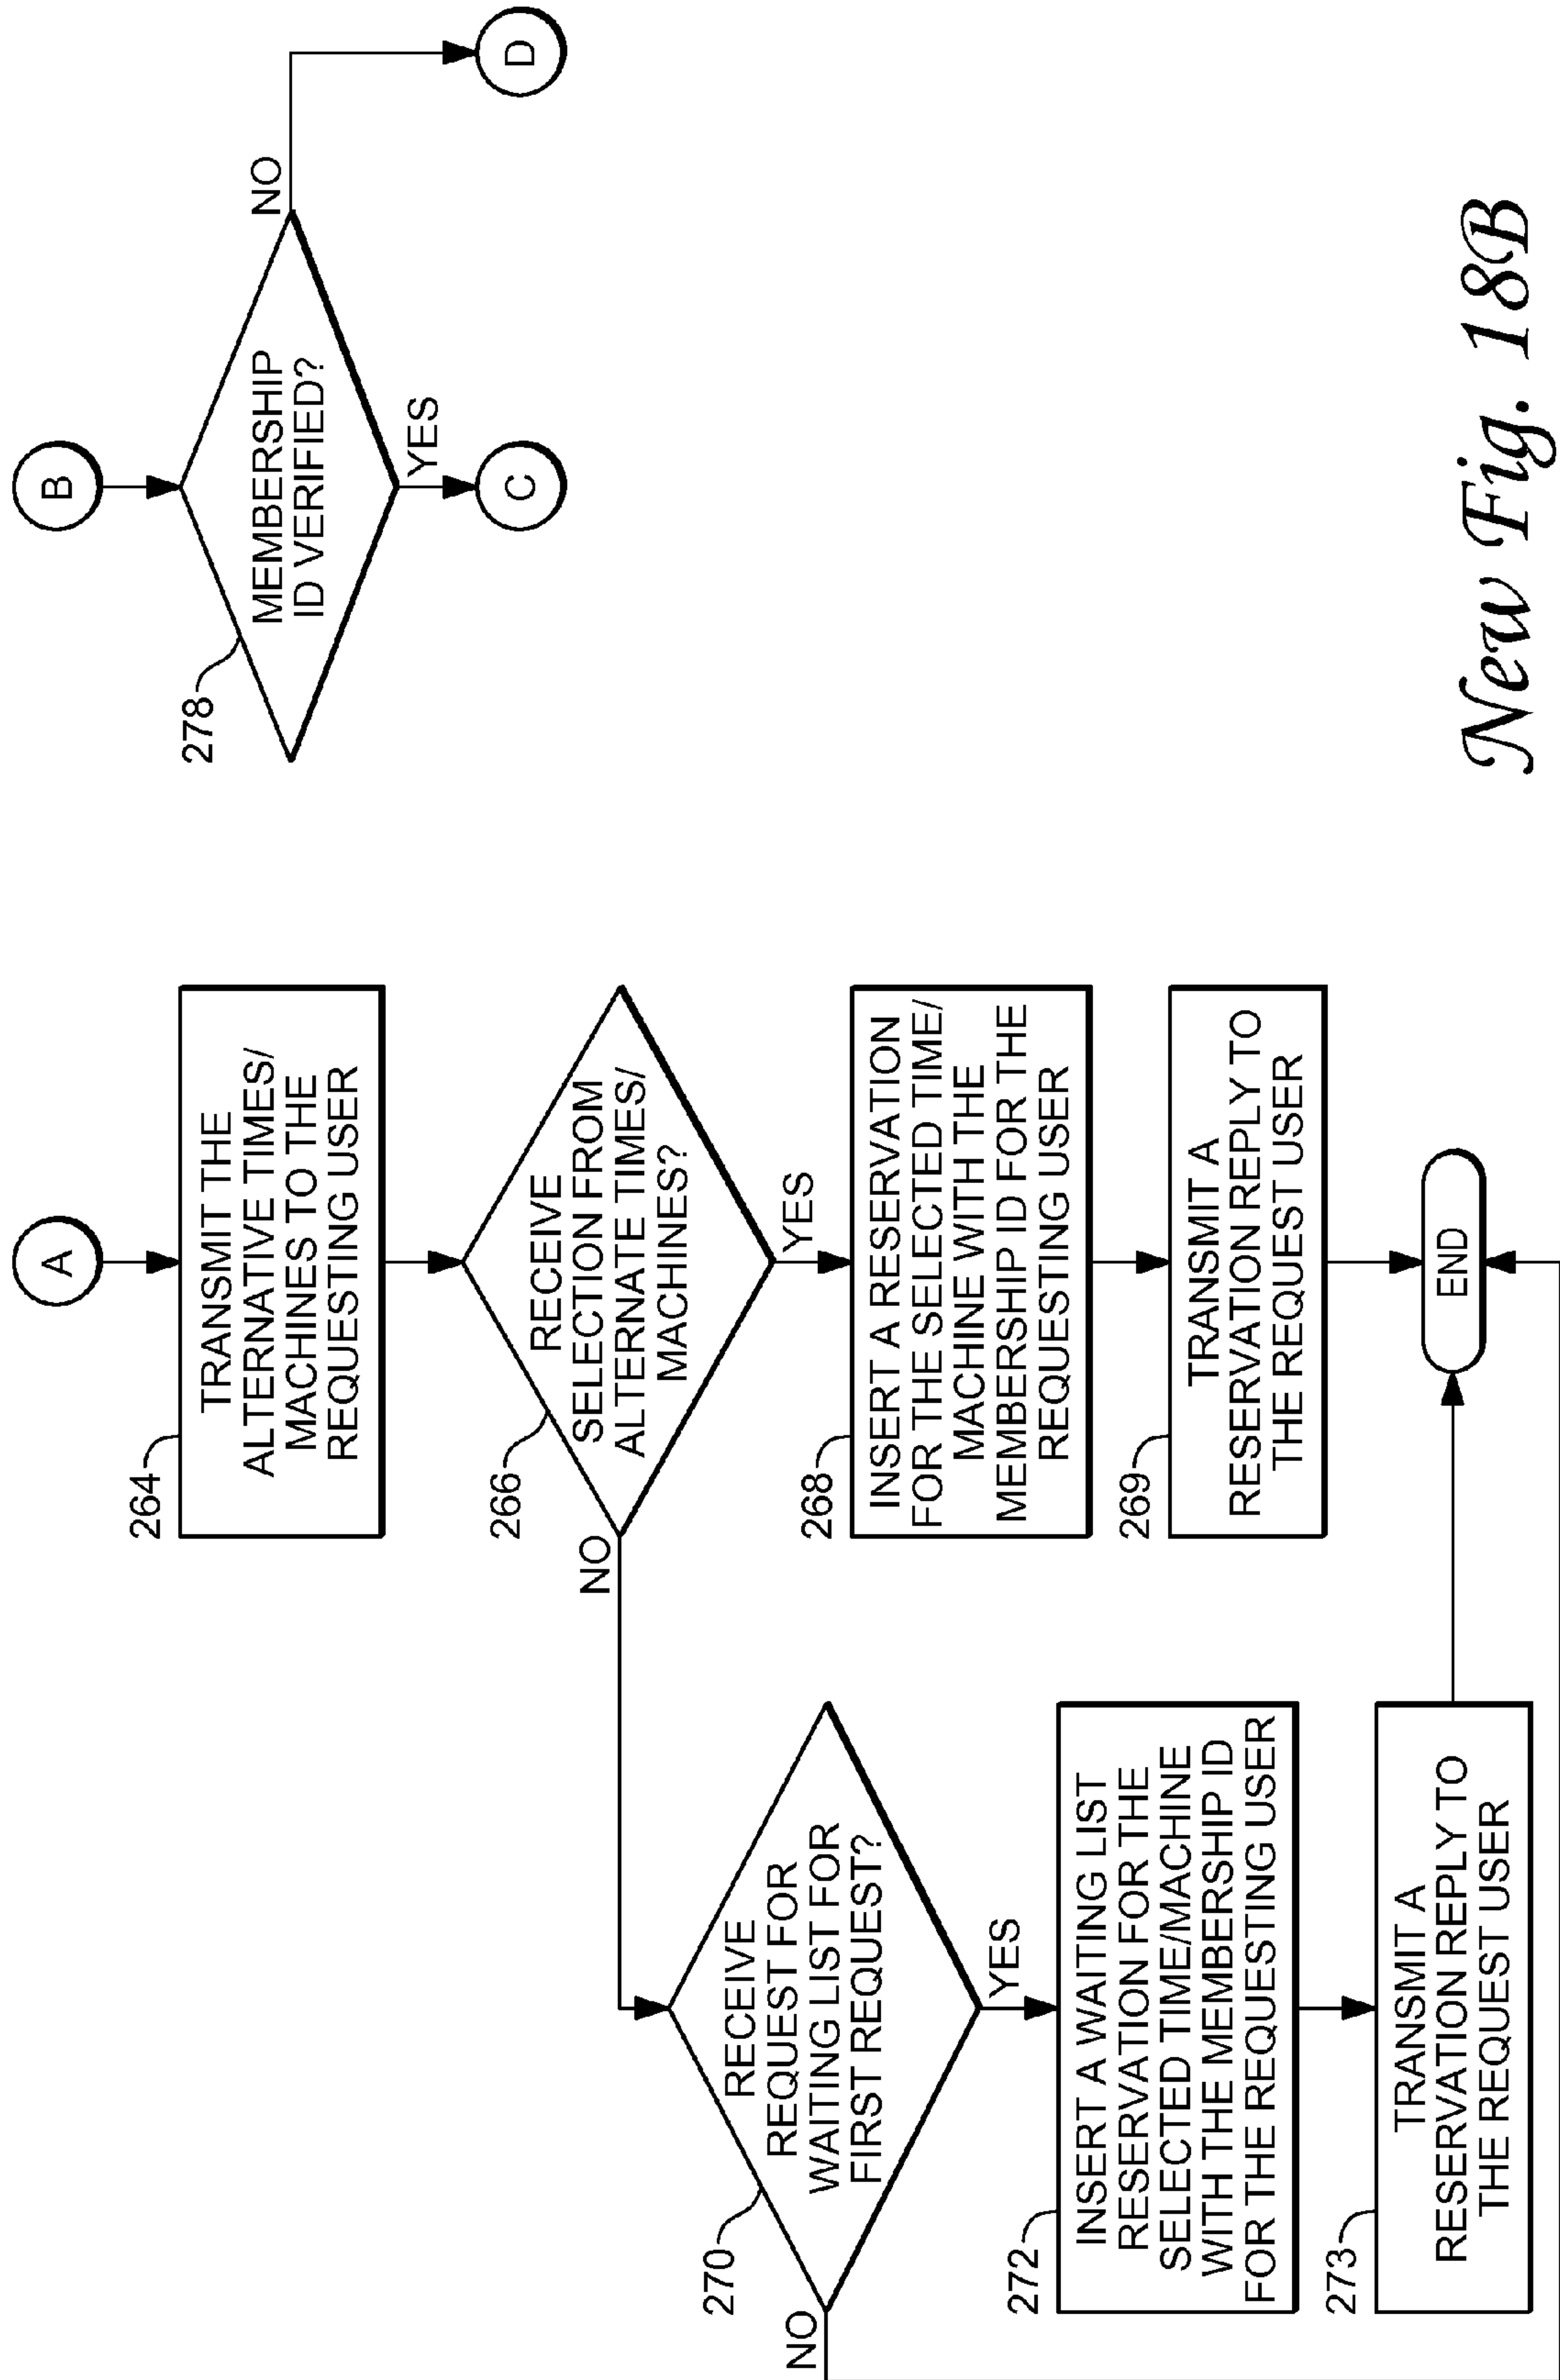 A
264
TRANSMIT THE
ALTERNATIVE TIMES/
MACHINES TO THE
REQUESTING USER
266
RECEIVE
SELECTION FROM
ALTERNATE TIMES/
MACHINES?
NO
YES
268
INSERT A RESERVATION
FOR THE SELECTED TIME/
MACHINE WITH THE
MEMBERSHIP ID FOR THE
REQUESTING USER
269
TRANSMIT A
RESERVATION REPLY TO
THE REQUEST USER
END
270
RECEIVE
REQUEST FOR
WAITING LIST FOR
FIRST REQUEST?
NO
YES
272
INSERT A WAITING LIST
RESERVATION FOR THE
SELECTED TIME/MACHINE
WITH THE MEMBERSHIP ID
FOR THE REQUESTING USER
273
TRANSMIT A
RESERVATION REPLY TO
THE REQUEST USER
B
278
MEMBERSHIP
ID VERIFIED?
NO
YES
C
D
New Fig. 18B